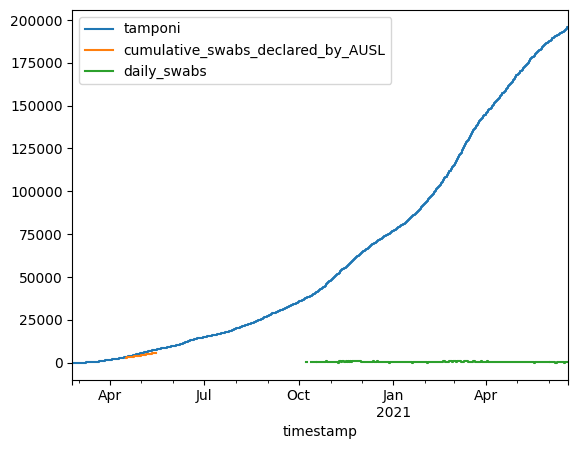 tamponi
cumulative_swabs_declared_by_AUSL
daily_swabs
200000
175000
150000
125000
100000
75000
50000
25000
0
Apr Jul Oct Jan Apr
2021
timestamp